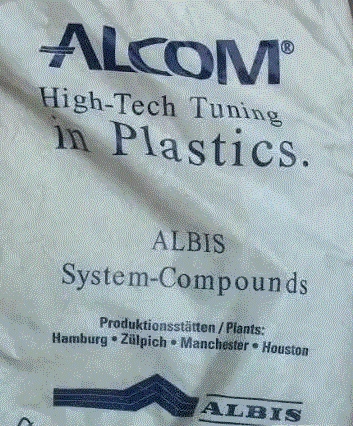 ALCOM®
High-Tech Tuning
in Plastics.
ALBIS
System-Compounds
Produktionsstätten / Plants:
Hamburg • Zülpich • Manchester • Houston
ALBIS